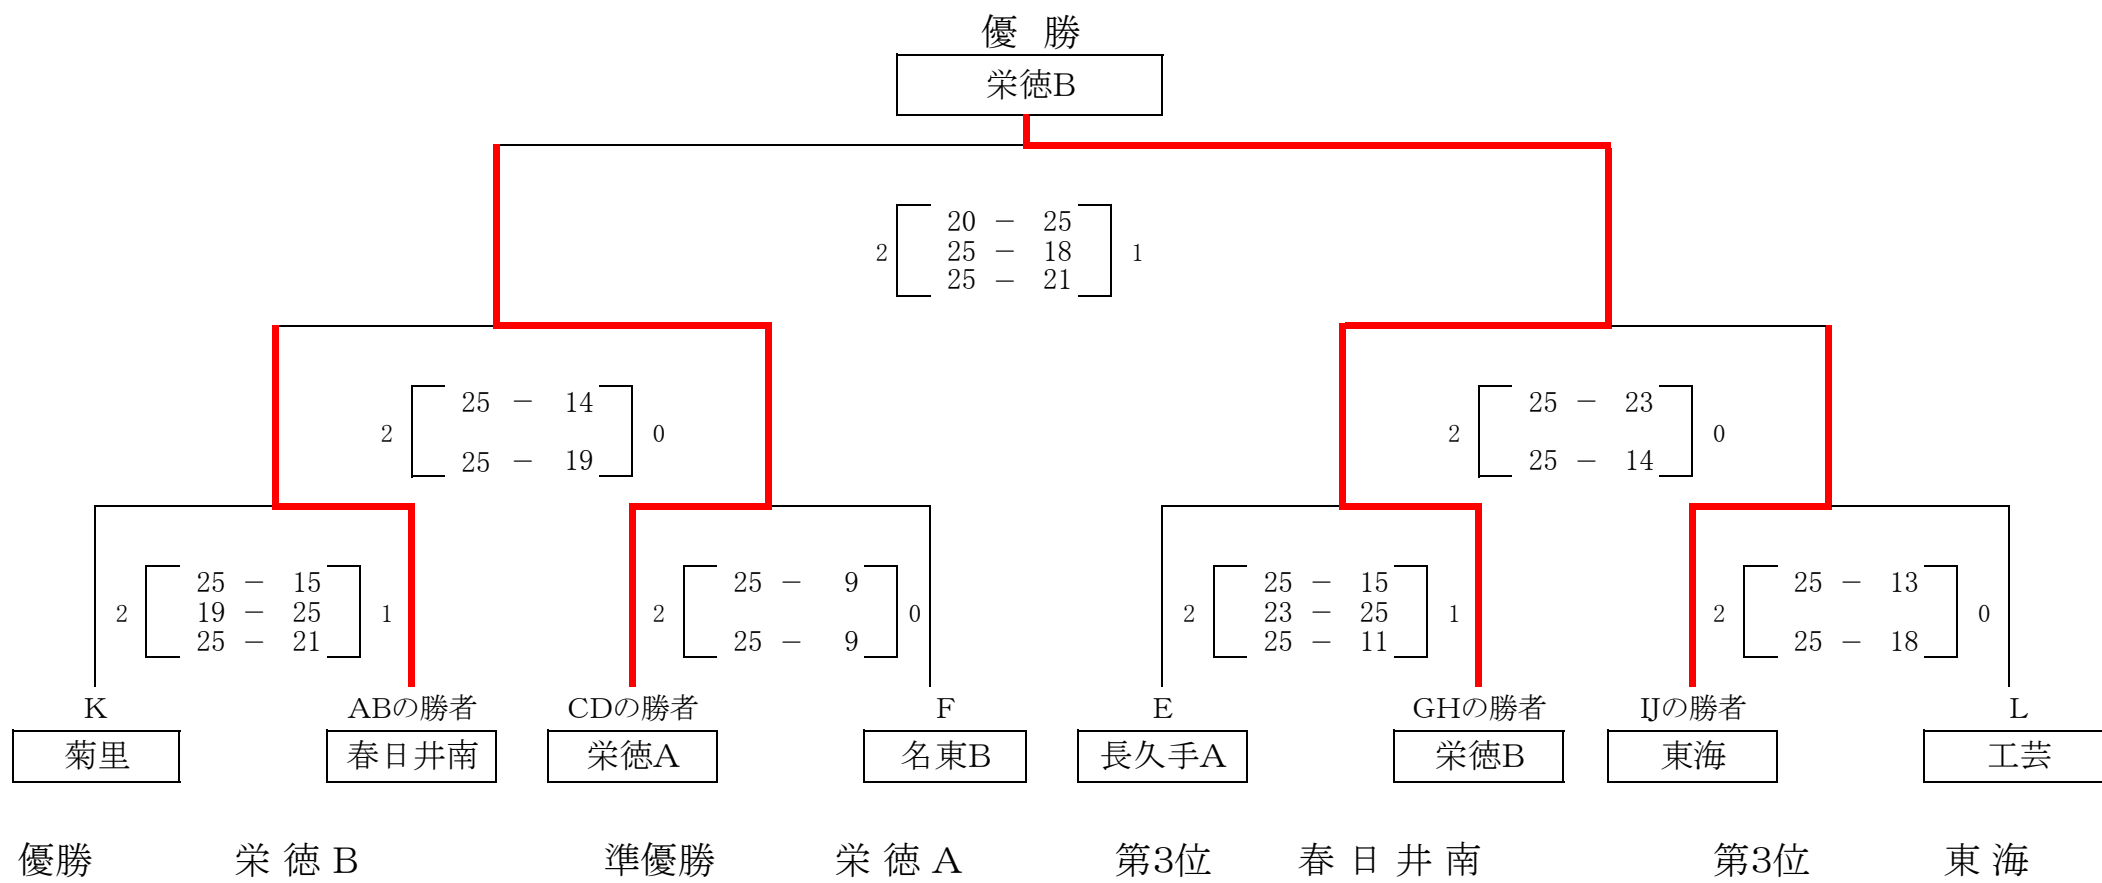 優 勝
栄徳B
20 － 25
2 25 － 18 1
25 － 21
25 － 14 25 － 23
2 0 2 0
25 － 19 25 － 14
25 － 15 25 － 9 25 － 15 25 － 13
2 19 － 25 1 2 0 2 23 － 25 1 2 0
25 － 21 25 － 9 25 － 11 25 － 18
K ABの勝者 CDの勝者 F E GHの勝者 IJの勝者 L
菊里 春日井南 栄徳A 名東B 長久手A 栄徳B 東海 工芸
優勝 栄 徳 B 準優勝 栄 徳 A 第3位 春 日 井 南 第3位 東 海